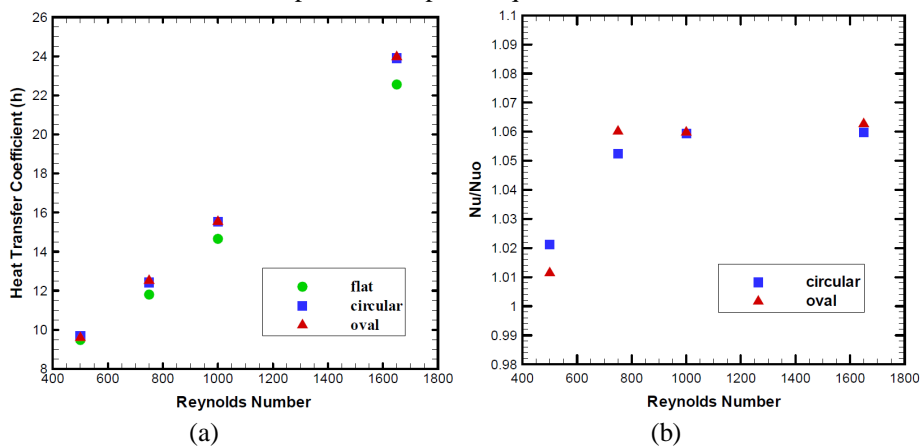 26
24
22
20
18
16
14
12
10
8
Heat Transfer Coefficient (h)
flat
circular
oval
400 600 800 1000 1200 1400 1600 1800
Reynolds Number
(a)
1.1
1.09
1.08
1.07
1.06
1.05
1.04
1.03
1.02
1.01
1
0.99
0.98
Nu/Nuo
circular
oval
400 600 800 1000 1200 1400 1600 1800
Reynolds Number
(b)